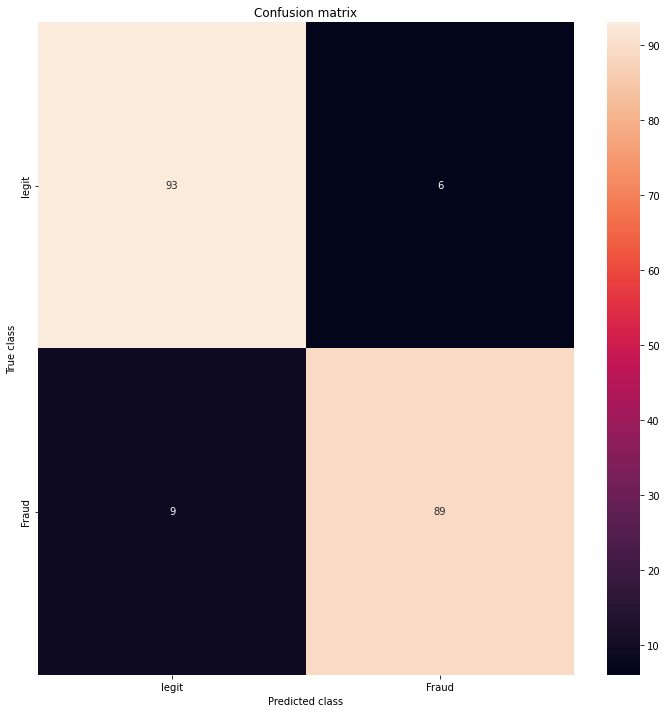 Confusion matrix
legit
93
6
90
80
70
60
50
40
30
20
10
True class
Fraud
9
89
legit
Fraud
Predicted class